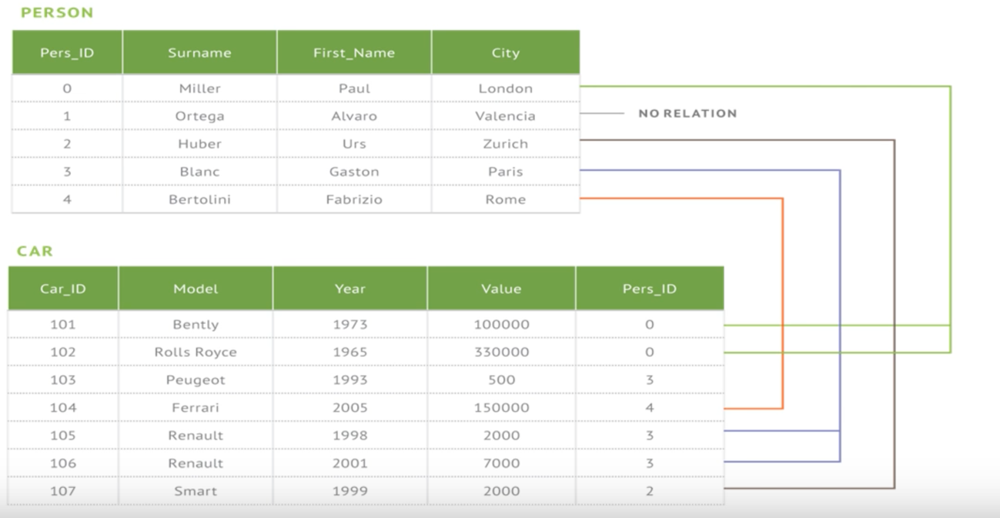 PERSON
Pers_ID Surname First_Name City
0 Miller Paul London
1 Ortega Alvaro Valencia NO RELATION
2 Huber Urs Zurich
3 Blanc Gaston Paris
4 Bertolini Fabrizio Rome
CAR
Car_ID Model Year Value Pers_ID
101 Bently 1973 100000 0
102 Rolls Royce 1965 330000 0
103 Peugeot 1993 500 3
104 Ferrari 2005 150000 4
105 Renault 1998 2000 3
106 Renault 2001 7000 3
107 Smart 1999 2000 2